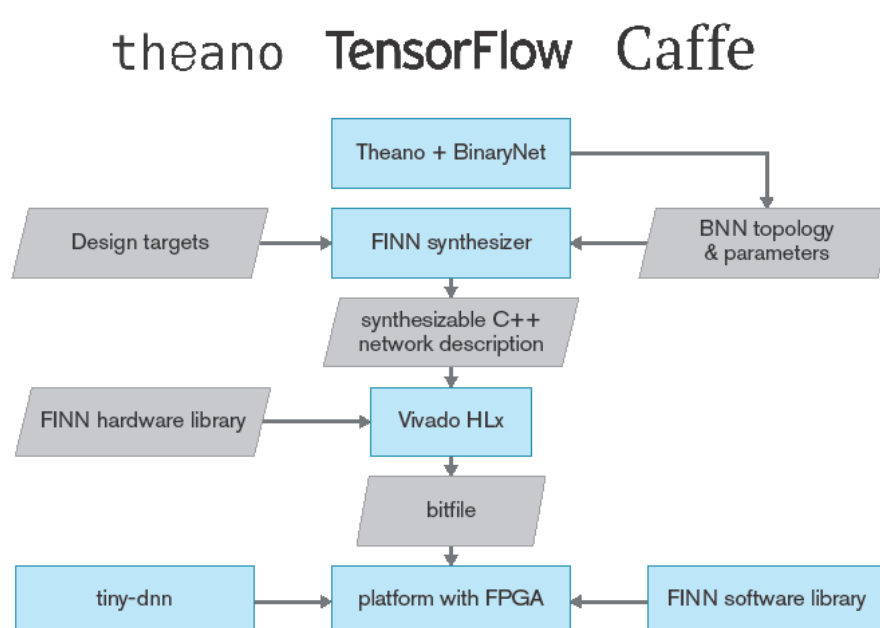 theano TensorFlow Caffe
Theano + BinaryNet
Design targets
FINN synthesizer
BNN topology
& parameters
synthesizable C++
network description
FINN hardware library
Vivado HLx
bitfile
tiny-dnn
platform with FPGA
FINN software library